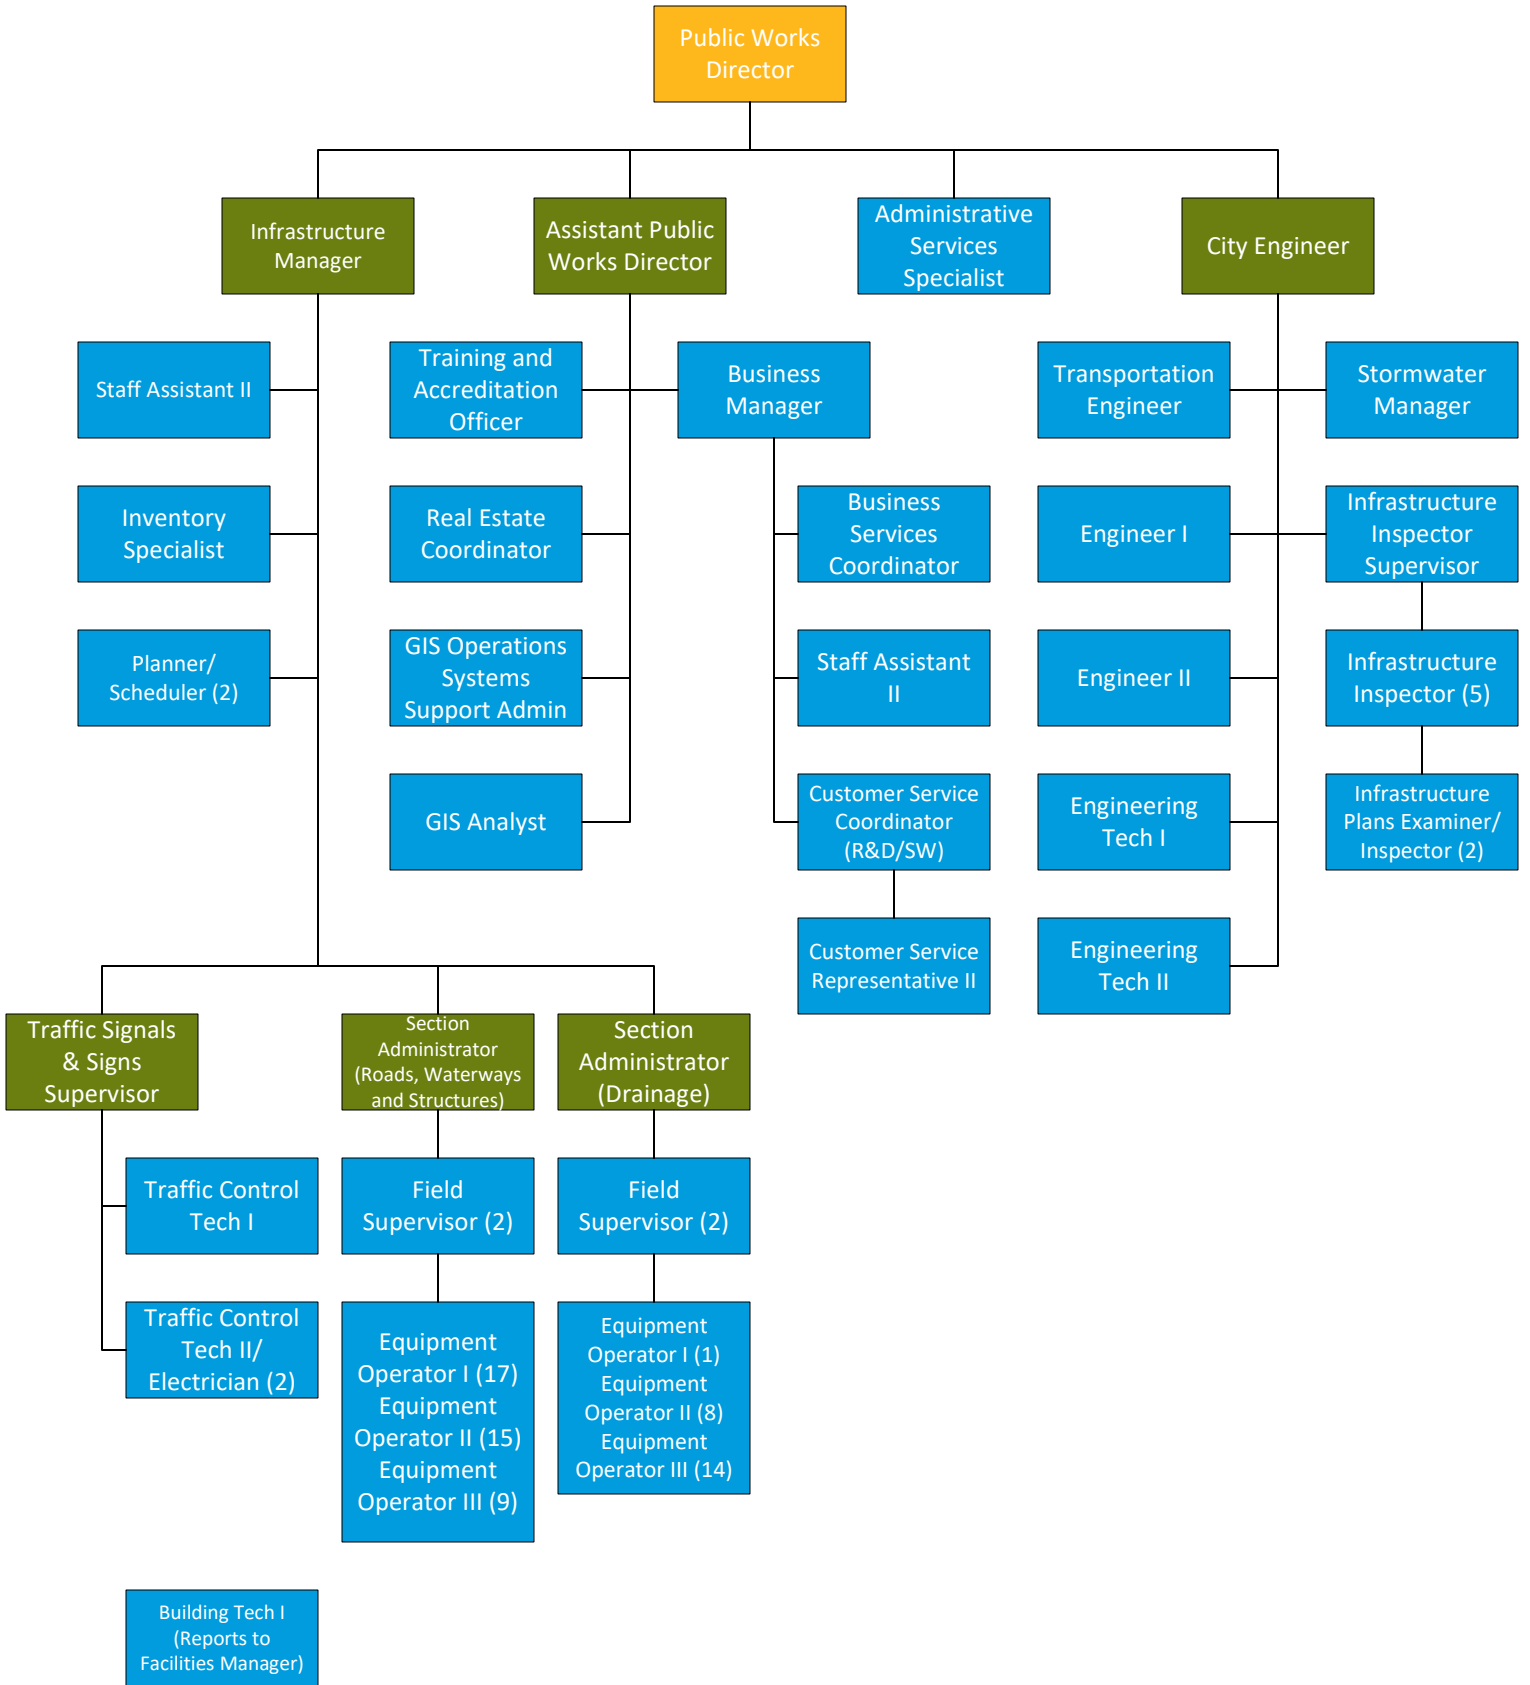 Public Works
Director
Infrastructure
Manager
Assistant Public
Works Director
Administrative
Services
Specialist
City Engineer
Staff Assistant II
Training and
Accreditation
Officer
Business
Manager
Transportation
Engineer
Stormwater
Manager
Inventory
Specialist
Real Estate
Coordinator
Business
Services
Coordinator
Engineer I
Infrastructure
Inspector
Supervisor
Planner/
Scheduler (2)
GIS Operations
Systems
Support Admin
Staff Assistant
II
Engineer II
Infrastructure
Inspector (5)
GIS Analyst
Customer Service
Coordinator
(R&D/SW)
Engineering
Tech I
Infrastructure
Plans Examiner/
Inspector (2)
Customer Service
Representative II
Engineering
Tech II
Traffic Signals
& Signs
Supervisor
Section
Administrator
(Roads, Waterways
and Structures)
Section
Administrator
(Drainage)
Traffic Control
Tech I
Field
Supervisor (2)
Field
Supervisor (2)
Traffic Control
Tech II/
Electrician (2)
Equipment
Operator I (17)
Equipment
Operator II (15)
Equipment
Operator III (9)
Equipment
Operator I (1)
Equipment
Operator II (8)
Equipment
Operator III (14)
Building Tech I
(Reports to
Facilities Manager)